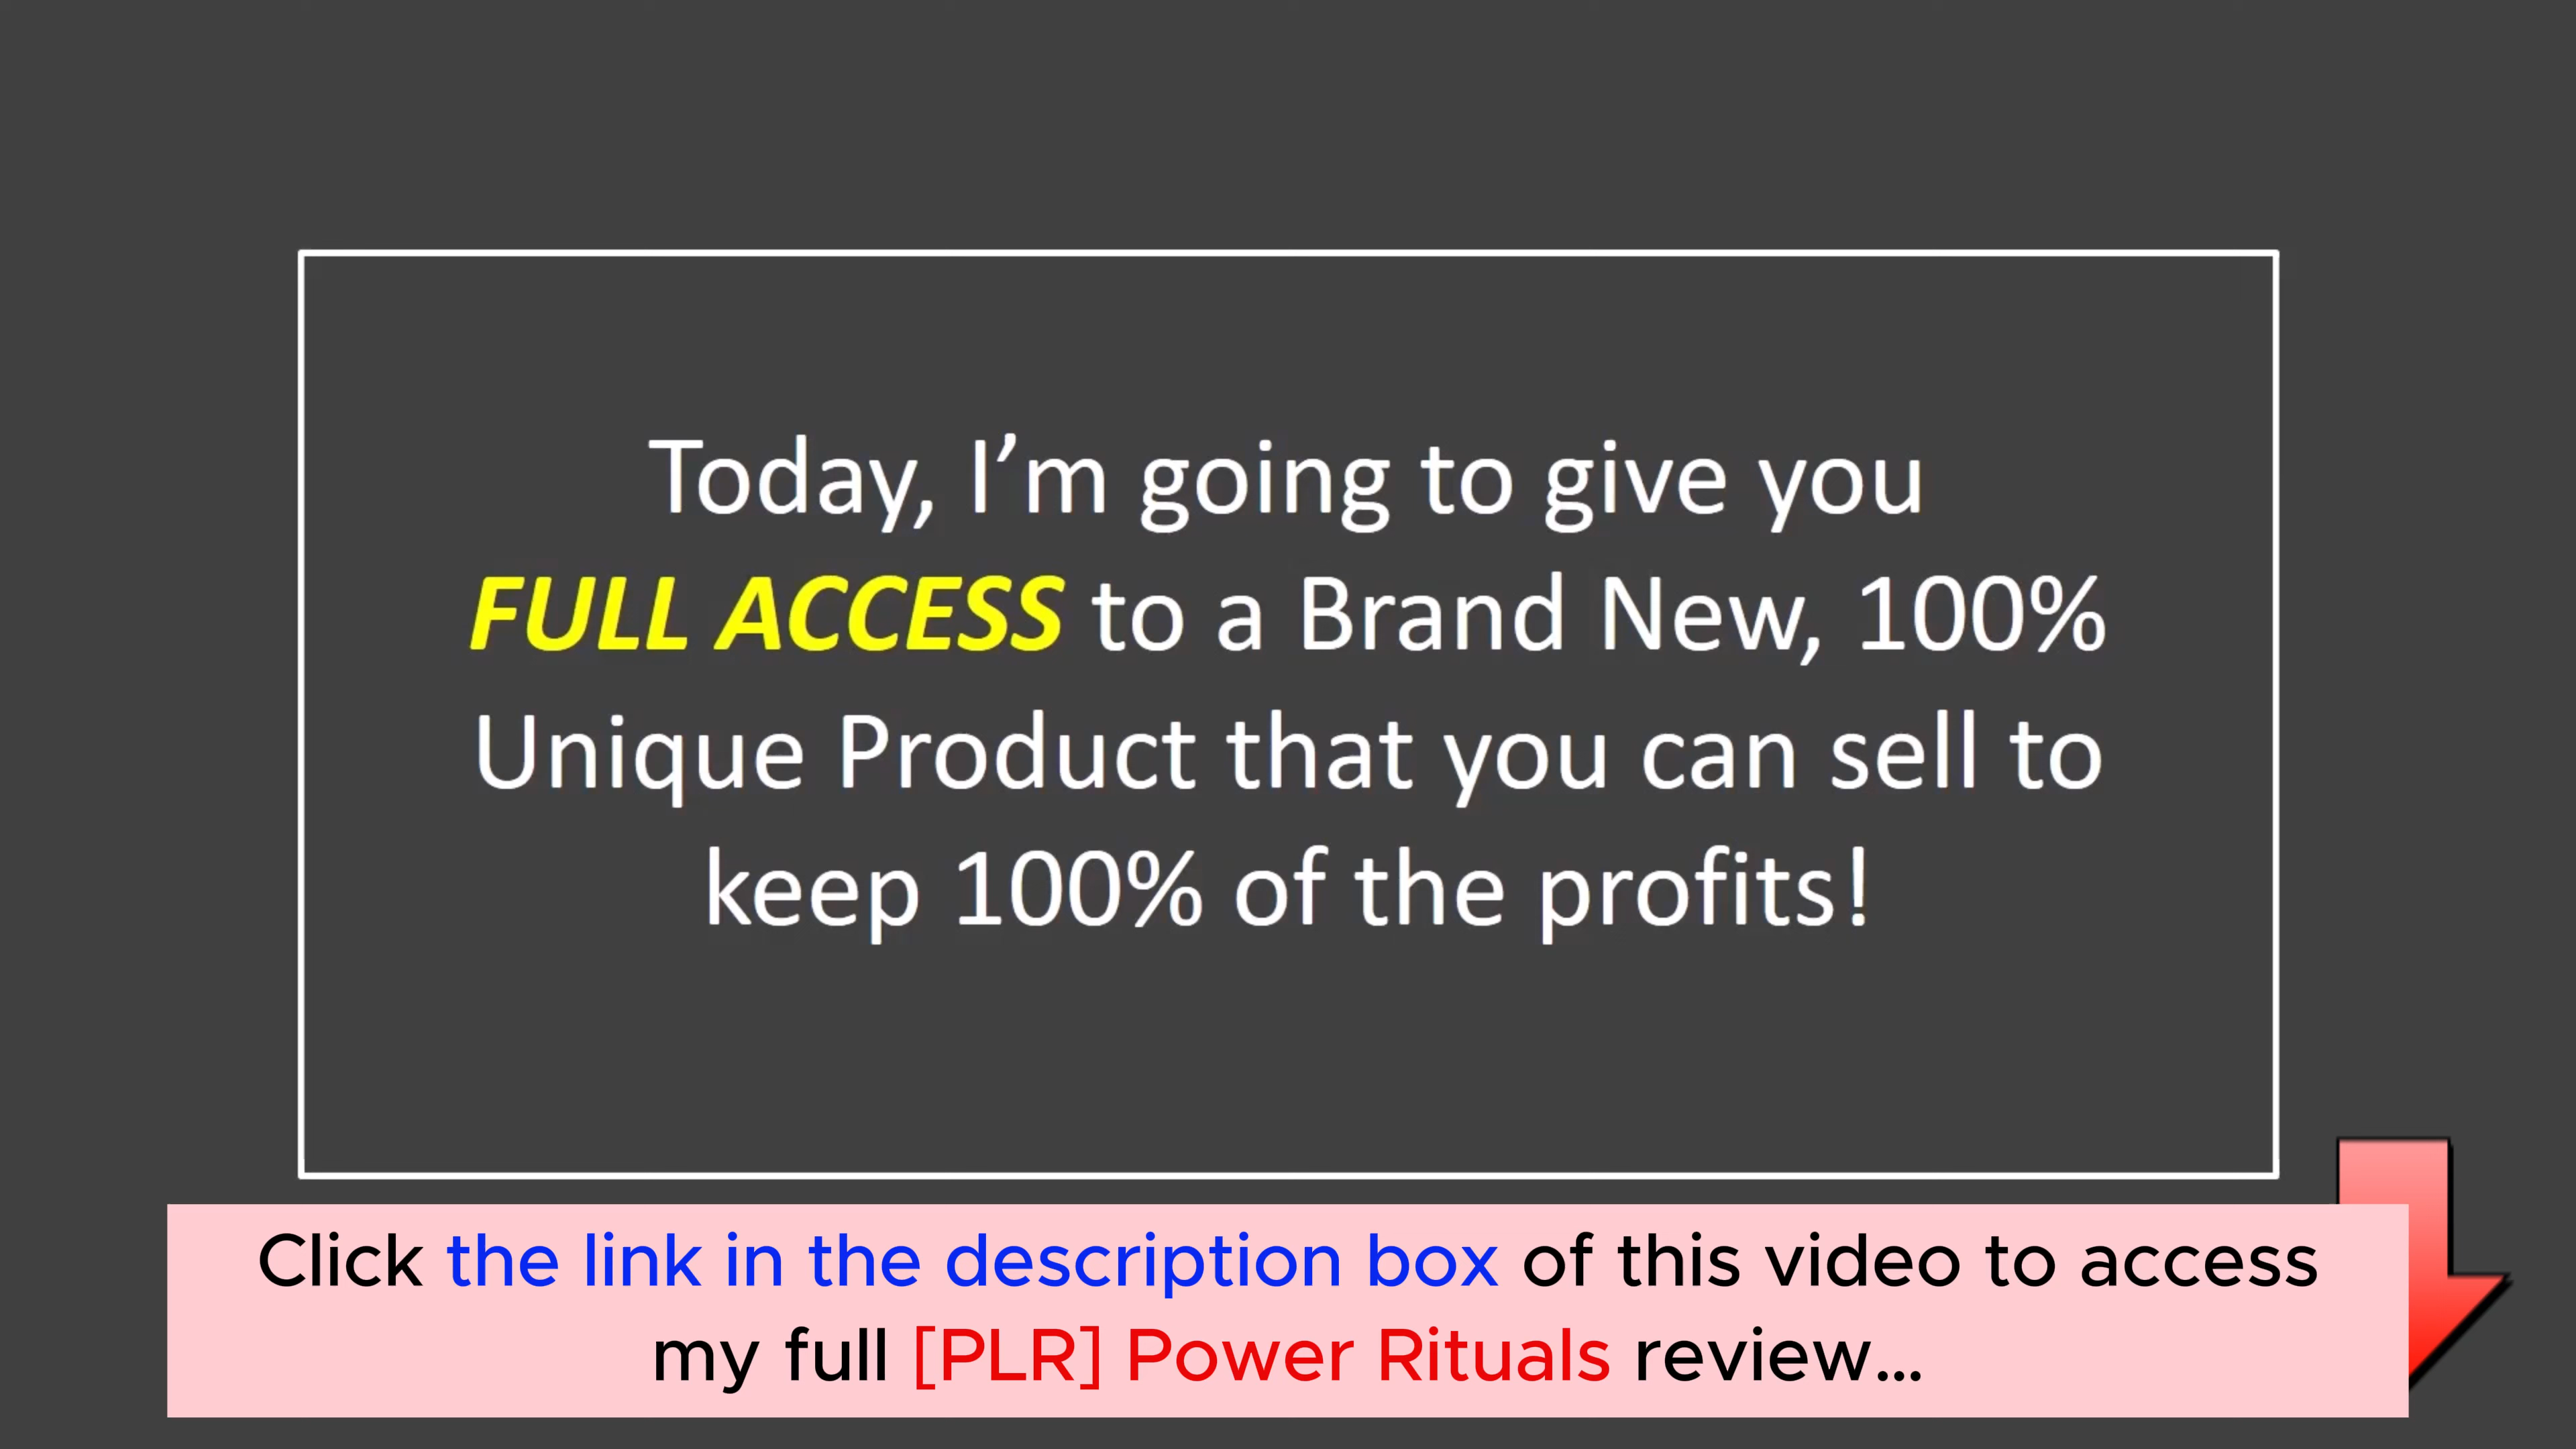 Today, I’m going to give you
FULL ACCESS to a Brand New, 100%
Unique Product that you can sell to
keep 100% of the profits!
Click the link in the description box of this video to access
my full [PLR] Power Rituals review...